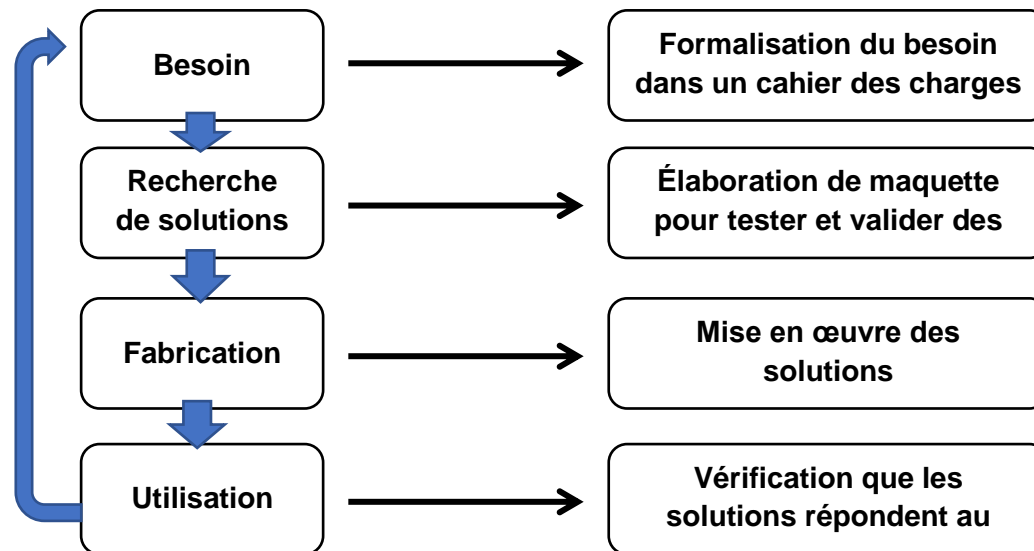 Besoin
Formalisation du besoin
dans un cahier des charges
Recherche
de solutions
Élaboration de maquette
pour tester et valider des
Fabrication
Mise en œuvre des
solutions
Utilisation
Vérification que les
solutions répondent au